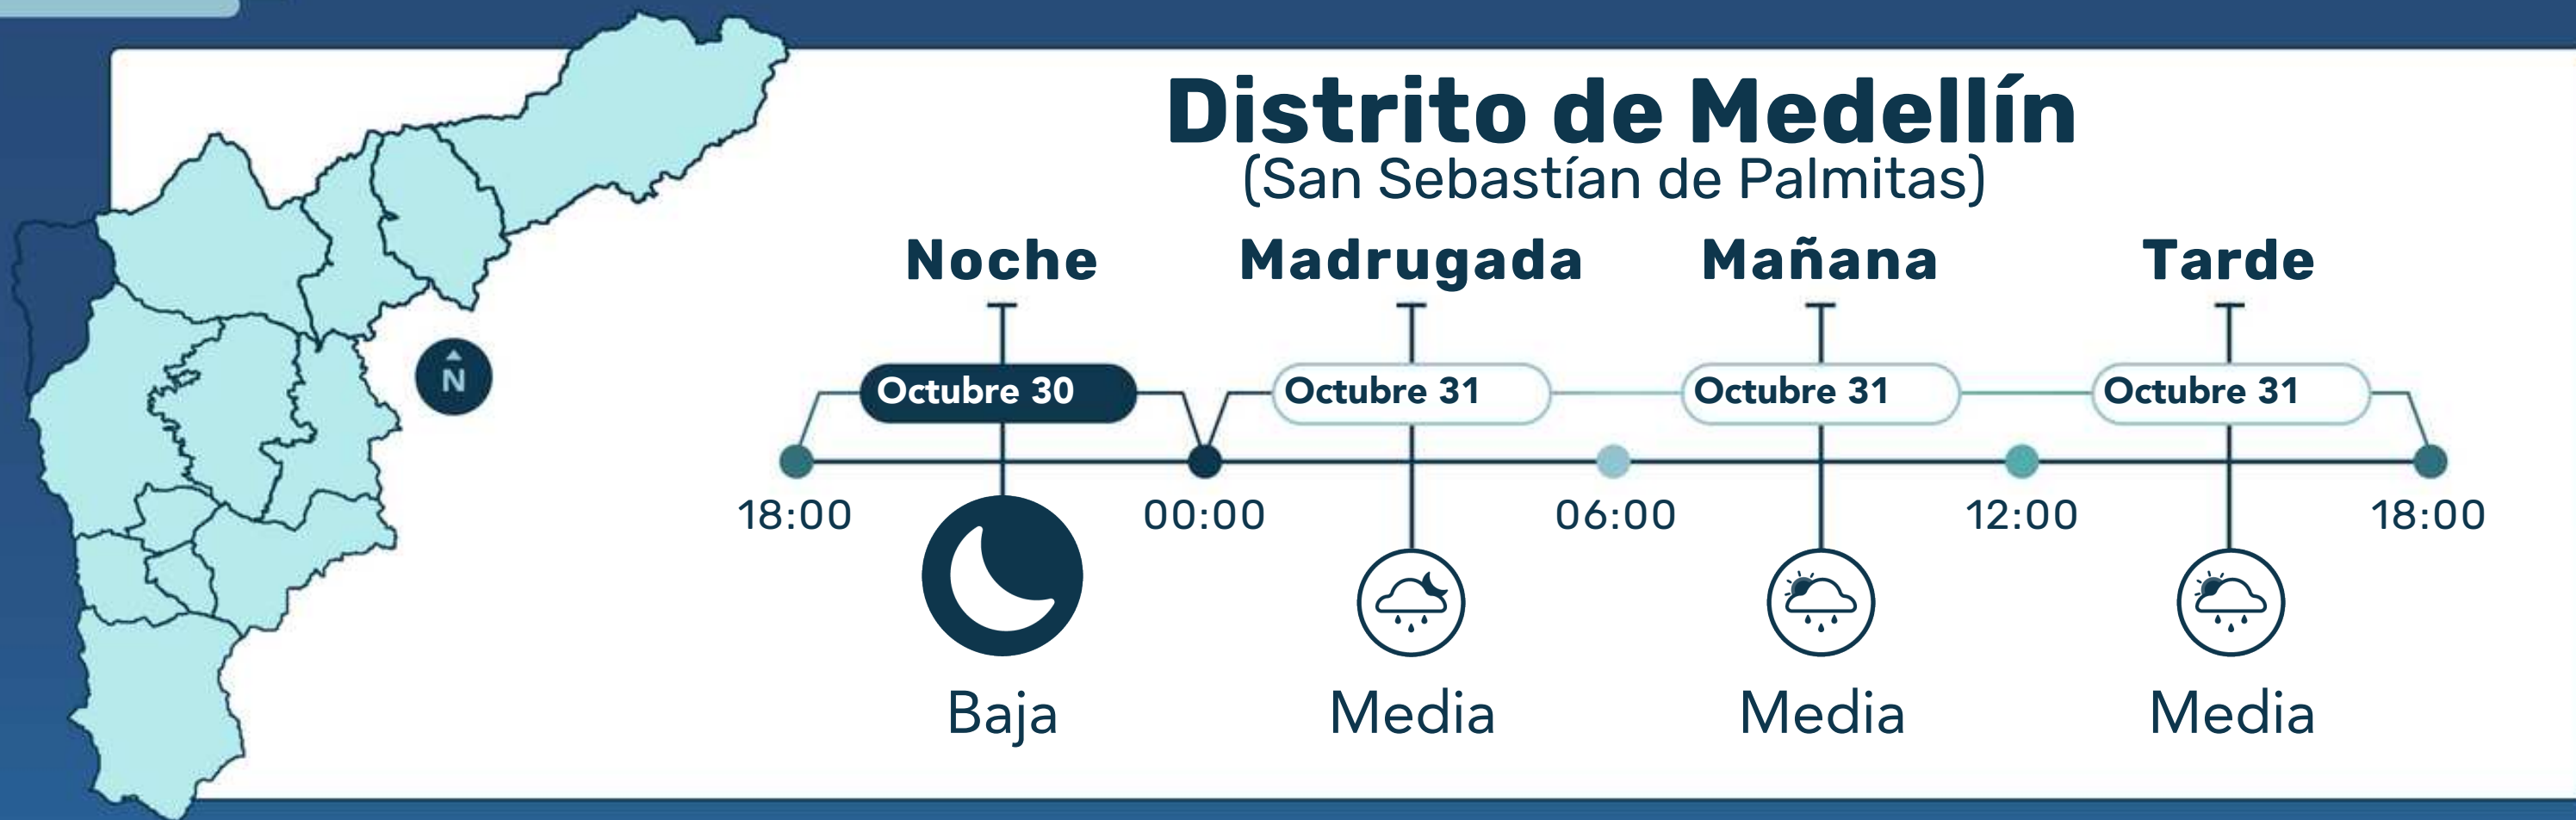 Distrito de Medellín
(San Sebastían de Palmitas)
Noche Madrugada Mañana Tarde
Octubre 30 Octubre 31 Octubre 31 Octubre 31
N
18:00 00:00 06:00 12:00 18:00
Baja Media Media Media